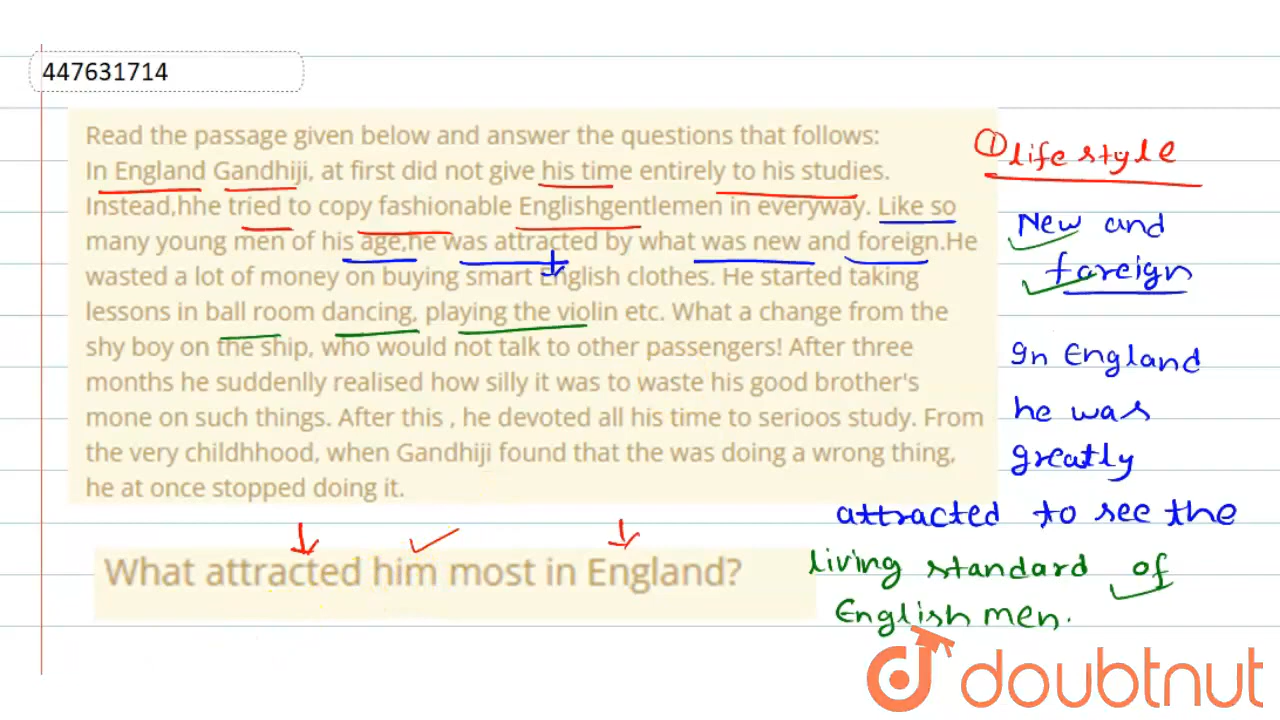 447631714
Read the passage given below and answer the questions that follows:
In England Gandhiji, at first did not give his time entirely to his studies.
Instead,hhe tried to copy fashionable Englishgentlemen in everyway. Like so
many young men of his age,he was attracted by what was new and foreign.He
wasted a lot of money on buying smart English clothes. He started taking
lessons in ball room dancing, playing the violin etc. What a change from the
shy boy on the ship, who would not talk to other passengers! After three
months he suddenlly realised how silly it was to waste his good brother's
mone on such things. After this , he devoted all his time to serioos study. From
the very childhhood, when Gandhiji found that the was doing a wrong thing,
he at once stopped doing it.
What attracted him most in England?
① life style
New and
foreign
In England
he was
greatly
attracted to see the
living standard of
English men.
doubtnut